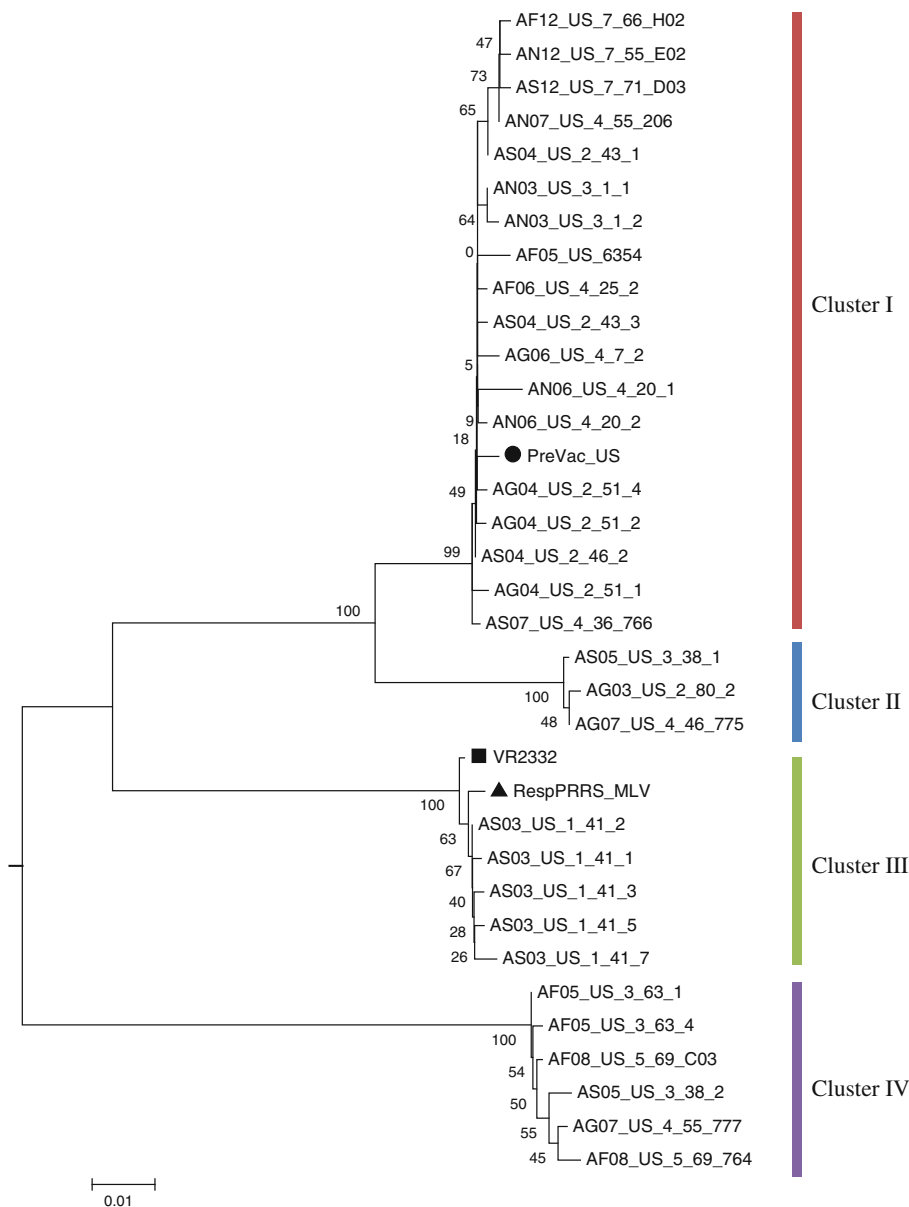 AF12_US_7_66_H02
47
AN12_US_7_55_E02
73
AS12_US_7_71_D03
65
AN07_US_4_55_206
AS04_US_2_43_1
AN03_US_3_1_1
64
AN03_US_3_1_2
0
AF05_US_6354
AF06_US_4_25_2
Cluster I
AS04_US_2_43_3
AG06_US_4_7_2
5
AN06_US_4_20_1
9
AN06_US_4_20_2
18
PreVac_US
49
AG04_US_2_51_4
AG04_US_2_51_2
99
AS04_US_2_46_2
AG04_US_2_51_1
100
AS07_US_4_36_766
AS05_US_3_38_1
100
AG03_US_2_80_2
Cluster II
48
AG07_US_4_46_775
VR2332
100
RespPRRS_MLV
AS03_US_1_41_2
63
AS03_US_1_41_1
Cluster III
67
AS03_US_1_41_3
40
AS03_US_1_41_5
28
AS03_US_1_41_7
26
AF05_US_3_63_1
100
AF05_US_3_63_4
AF08_US_5_69_C03
54
AS05_US_3_38_2
Cluster IV
50
AG07_US_4_55_777
55
AF08_US_5_69_764
45
0.01